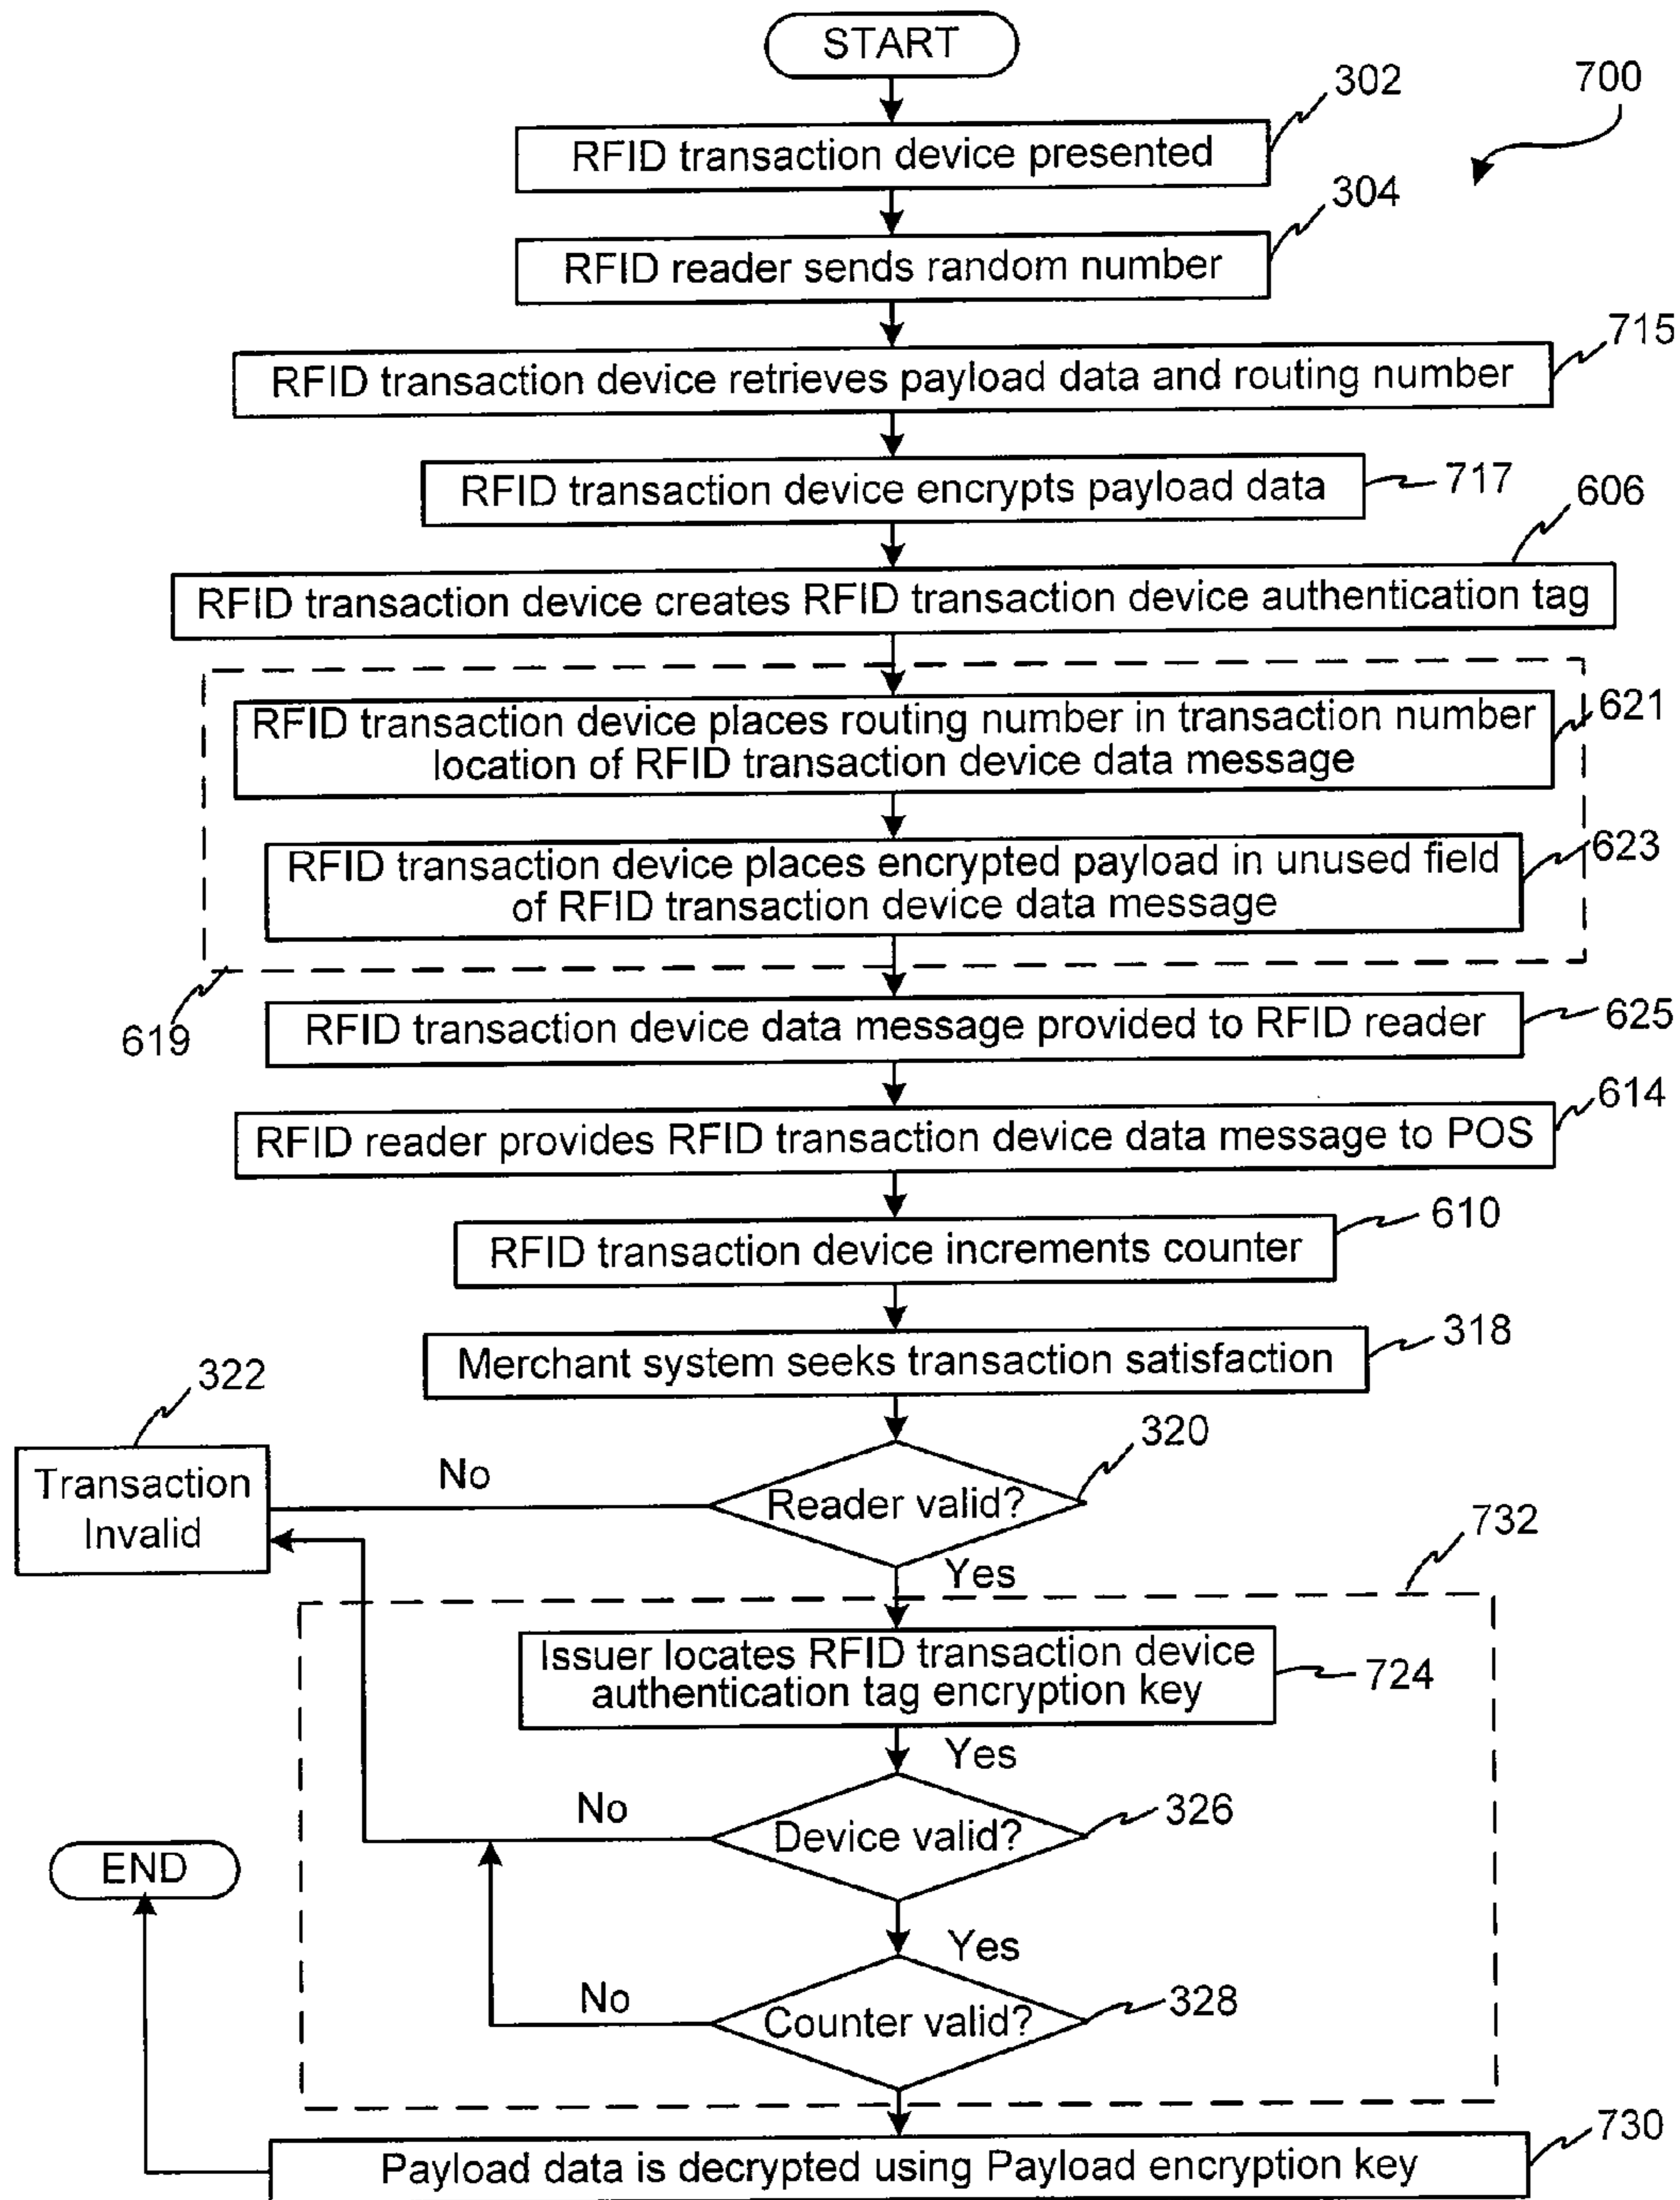 START
302
700
RFID transaction device presented
304
RFID reader sends random number
715
RFID transaction device retrieves payload data and routing number
RFID transaction device encrypts payload data
717
606
RFID transaction device creates RFID transaction device authentication tag
RFID transaction device places routing number in transaction number
location of RFID transaction device data message
621
RFID transaction device places encrypted payload in unused field
of RFID transaction device data message
623
619
RFID transaction device data message provided to RFID reader
625
614
RFID reader provides RFID transaction device data message to POS
610
RFID transaction device increments counter
318
Merchant system seeks transaction satisfaction
322
320
Transaction
Invalid
No
Reader valid?
732
Yes
Issuer locates RFID transaction device
authentication tag encryption key
724
Yes
No
Device valid?
326
END
Yes
No
Counter valid?
328
730
Payload data is decrypted using Payload encryption key